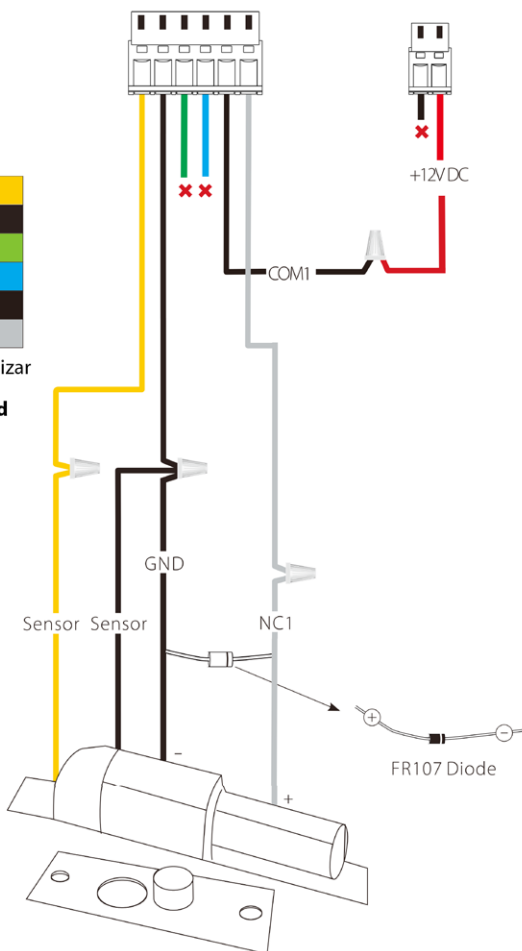 +12V DC
COM1
izar
d
GND
Sensor Sensor NC1
−
+
+ −
FR107 Diode